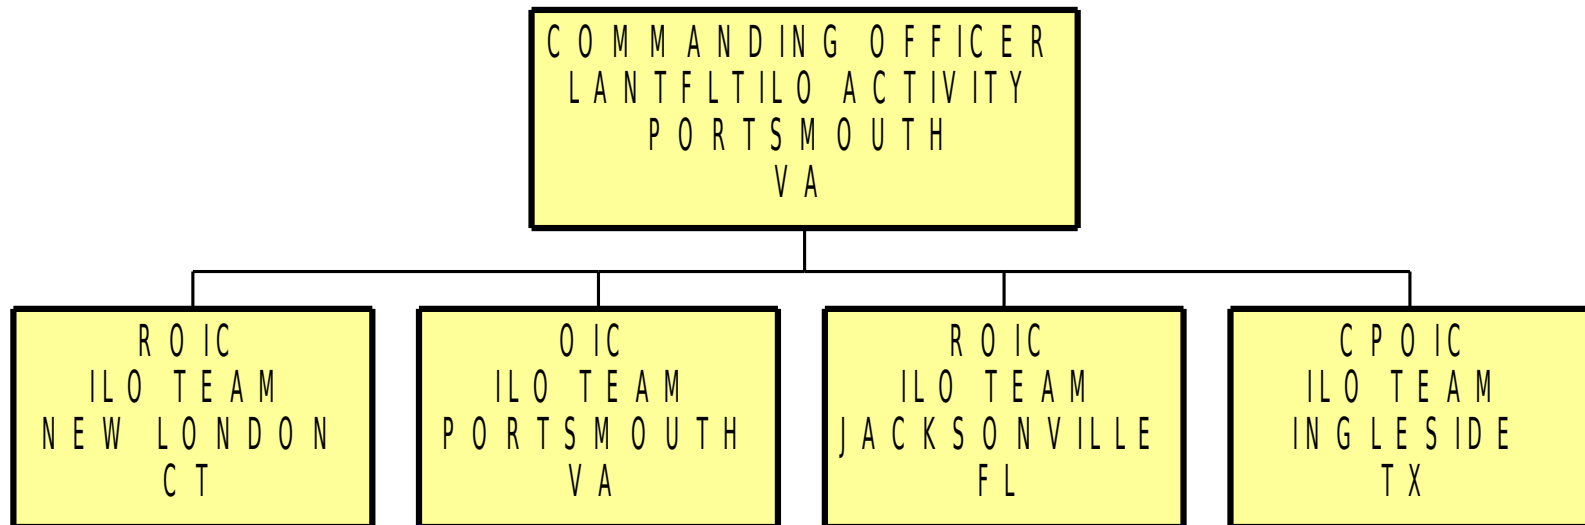 COMMANDING OFFICER
LANTFLTILO ACTIVITY
PORTSMOUTH
VA
ROIC
ILO TEAM
NEW LONDON
CT
OIC
ILO TEAM
PORTSMOUTH
VA
ROIC
ILO TEAM
JACKSONVILLE
FL
CPOIC
ILO TEAM
INGLESIDE
TX